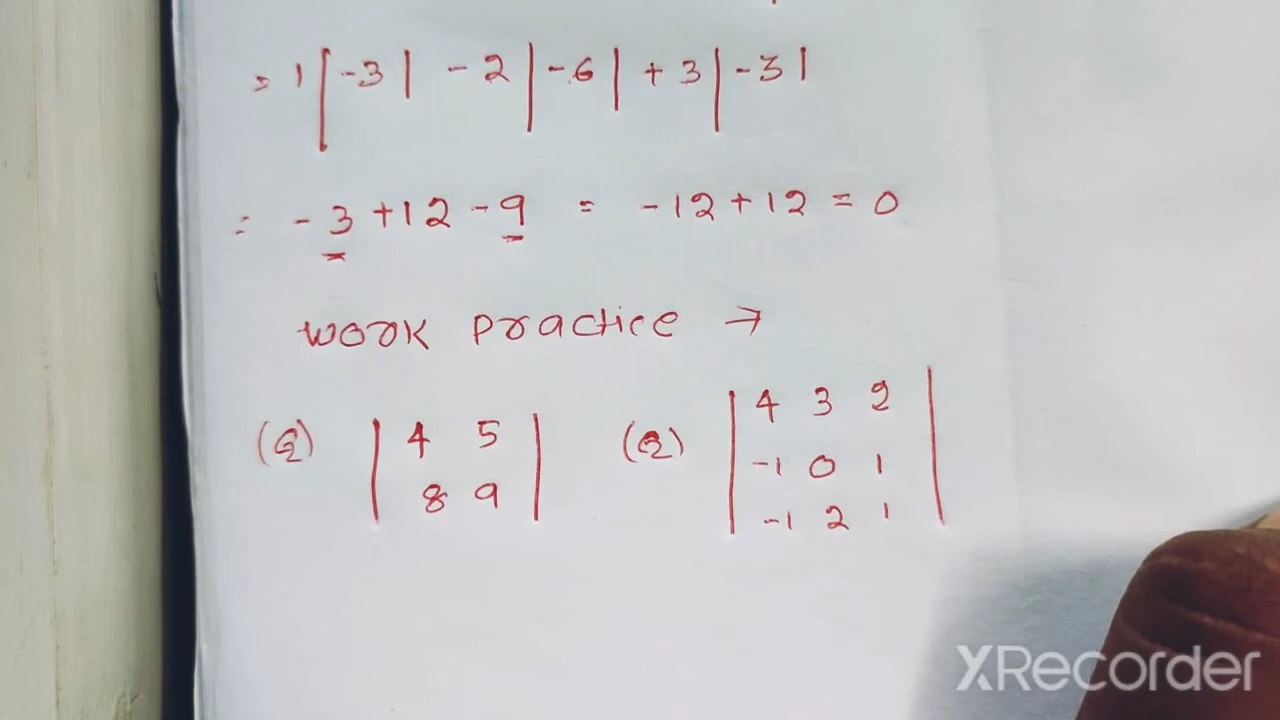 = 1 | -3 | - 2 | -6 | + 3 | -3 |
= - 3 + 12 - 9 = - 12 + 12 = 0
work practice →
(Q) | 4 5 | (Q) | 4 3 2 |
| 8 9 | | -1 0 1 |
| -1 2 1 |
XRecorder